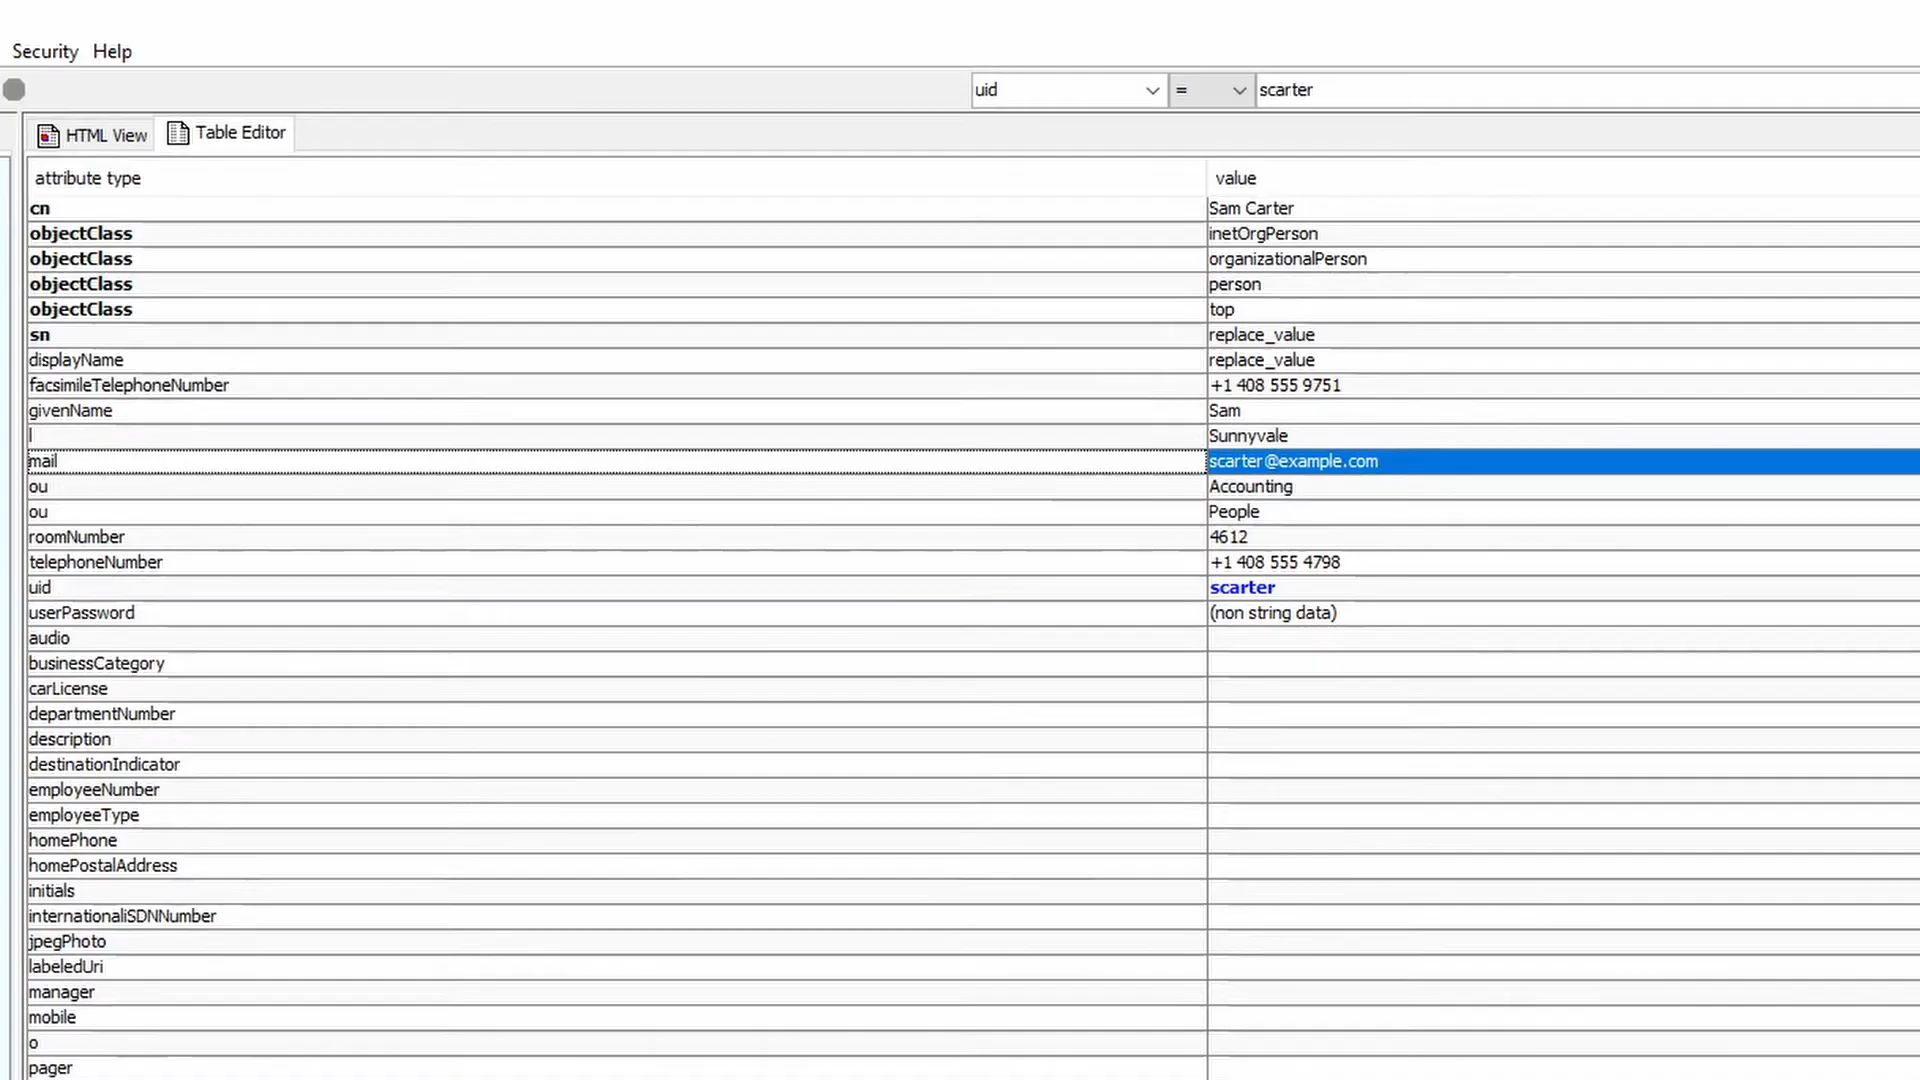 Security Help
uid = scarter
HTML View Table Editor
attribute type value
cn Sam Carter
objectClass inetOrgPerson
objectClass organizationalPerson
objectClass person
objectClass top
sn replace_value
displayName replace_value
facsimileTelephoneNumber +1 408 555 9751
givenName Sam
l Sunnyvale
mail scarter@example.com
ou Accounting
ou People
roomNumber 4612
telephoneNumber +1 408 555 4798
uid scarter
userPassword (non string data)
audio
businessCategory
carLicense
departmentNumber
description
destinationIndicator
employeeNumber
employeeType
homePhone
homePostalAddress
initials
internationaliSDNNumber
jpegPhoto
labeledUri
manager
mobile
o
pager